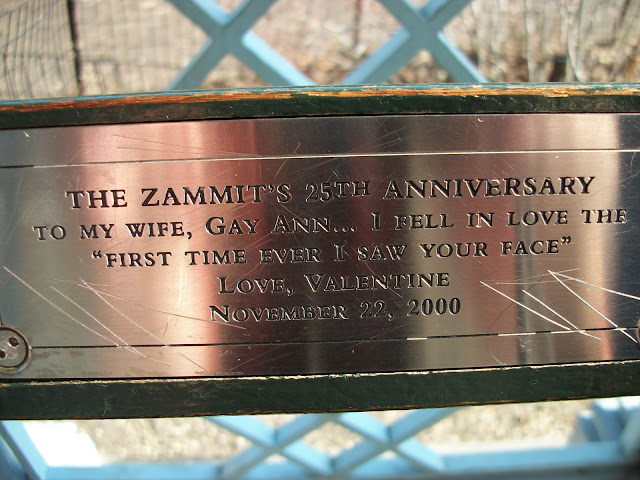 THE ZAMMIT'S 25TH ANNIVERSARY
TO MY WIFE, GAY ANN... I FELL IN LOVE THE
"FIRST TIME EVER I SAW YOUR FACE"
LOVE, VALENTINE
NOVEMBER 22, 2000